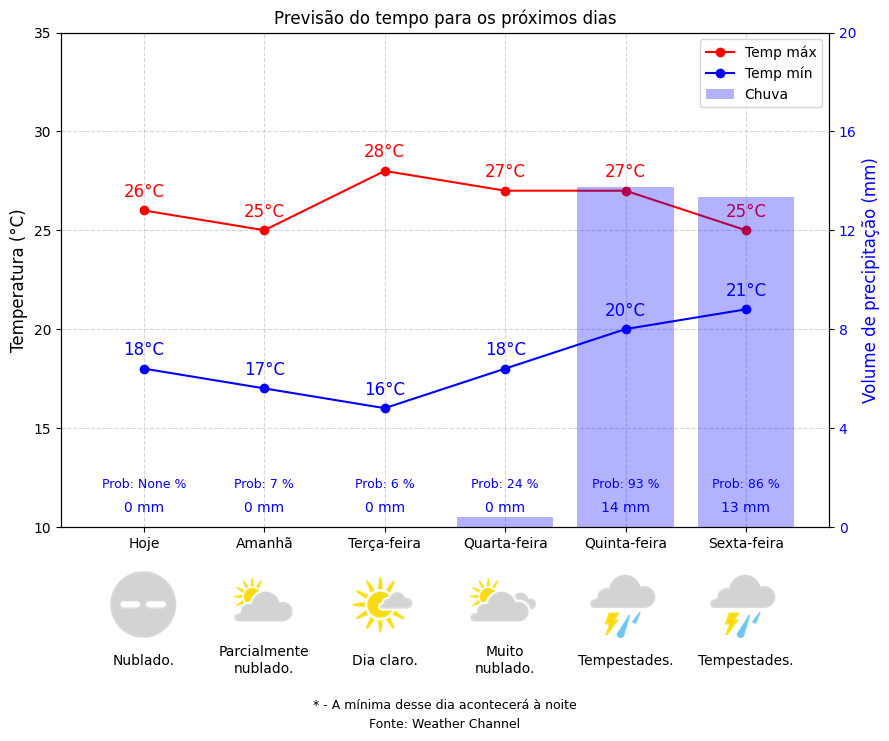 Previsão do tempo para os próximos dias
35
30
25
20
15
10
Temperatura (°C)
20
16
12
8
4
0
Volume de precipitação (mm)
Temp máx
Temp mín
Chuva
26°C
25°C
28°C
27°C
27°C
25°C
18°C
17°C
16°C
18°C
20°C
21°C
Prob: None %
Prob: 7 %
Prob: 6 %
Prob: 24 %
Prob: 93 %
Prob: 86 %
0 mm
0 mm
0 mm
0 mm
14 mm
13 mm
Hoje
Amanhã
Terça-feira
Quarta-feira
Quinta-feira
Sexta-feira
Nublado.
Parcialmente
nublado.
Dia claro.
Muito
nublado.
Tempestades.
Tempestades.
* - A mínima desse dia acontecerá à noite
Fonte: Weather Channel